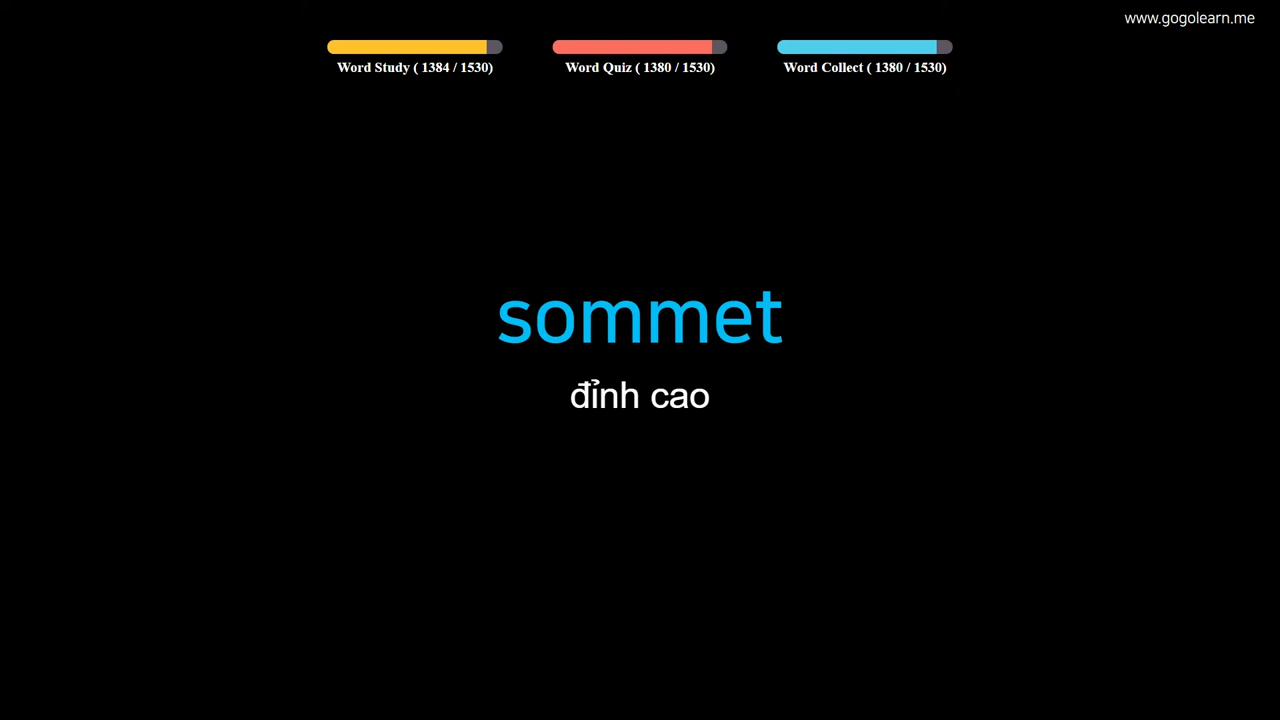 www.gogolearn.me
Word Study ( 1384 / 1530)
Word Quiz ( 1380 / 1530)
Word Collect ( 1380 / 1530)
sommet
đỉnh cao